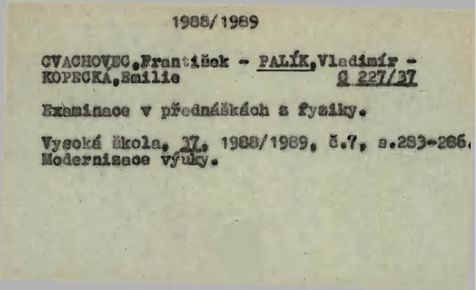 1988/1989
CVACHOVEC,František - PALÍK,Vladimír -
KOPECKÁ,Emilie G 227/37
Examinace v přednáškách z fyziky.
Vysoká škola, 37, 1988/1989, č.7, s.283-286.
Modernizace výuky.